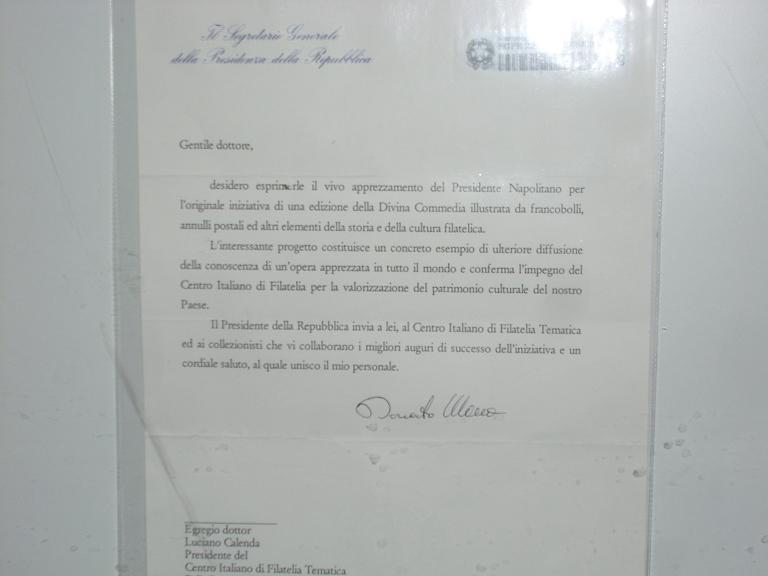 Il Segretario Generale
della Presidenza della Repubblica
Gentile dottore,
desidero esprimerle il vivo apprezzamento del Presidente Napolitano per
l'originale iniziativa di una edizione della Divina Commedia illustrata da francobolli,
annulli postali ed altri elementi della storia e della cultura filatelica.
L'interessante progetto costituisce un concreto esempio di ulteriore diffusione
della conoscenza di un'opera apprezzata in tutto il mondo e conferma l'impegno del
Centro Italiano di Filatelia per la valorizzazione del patrimonio culturale del nostro
Paese.
Il Presidente della Repubblica invia a lei, al Centro Italiano di Filatelia Tematica
ed ai collezionisti che vi collaborano i migliori auguri di successo dell'iniziativa e un
cordiale saluto, al quale unisco il mio personale.
Donato
Egregio dottor
Luciano Calenda
Presidente del
Centro Italiano di Filatelia Tematica